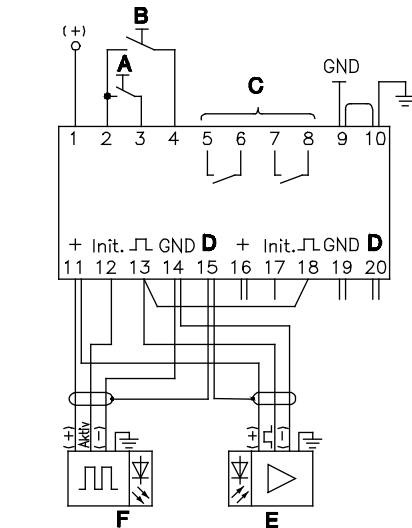 B
(+)
A
C
GND
1 2 3 4 5 6 7 8 9 10
+ Init. GND D + Init. GND D
11 12 13 14 15 16 17 18 19 20
(+) Aktiv (-) (+) (-)
F E